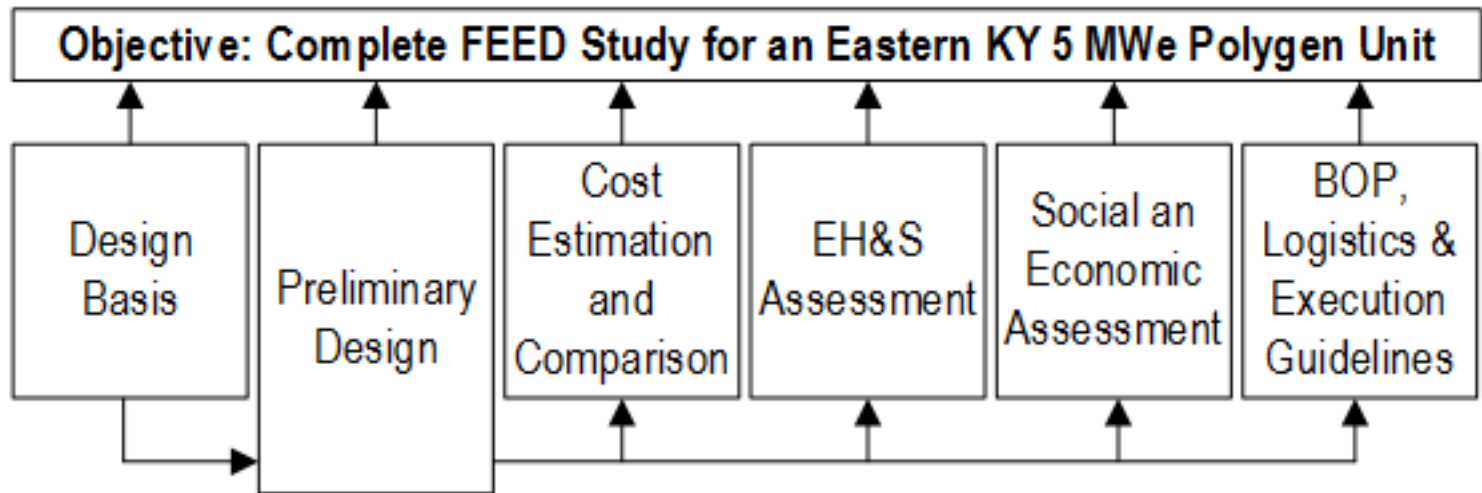 Objective: Complete FEED Study for an Eastern KY 5 MWe Polygen Unit
Design
Basis
Preliminary
Design
Cost
Estimation
and
Comparison
EH&S
Assessment
Social an
Economic
Assessment
BOP,
Logistics &
Execution
Guidelines